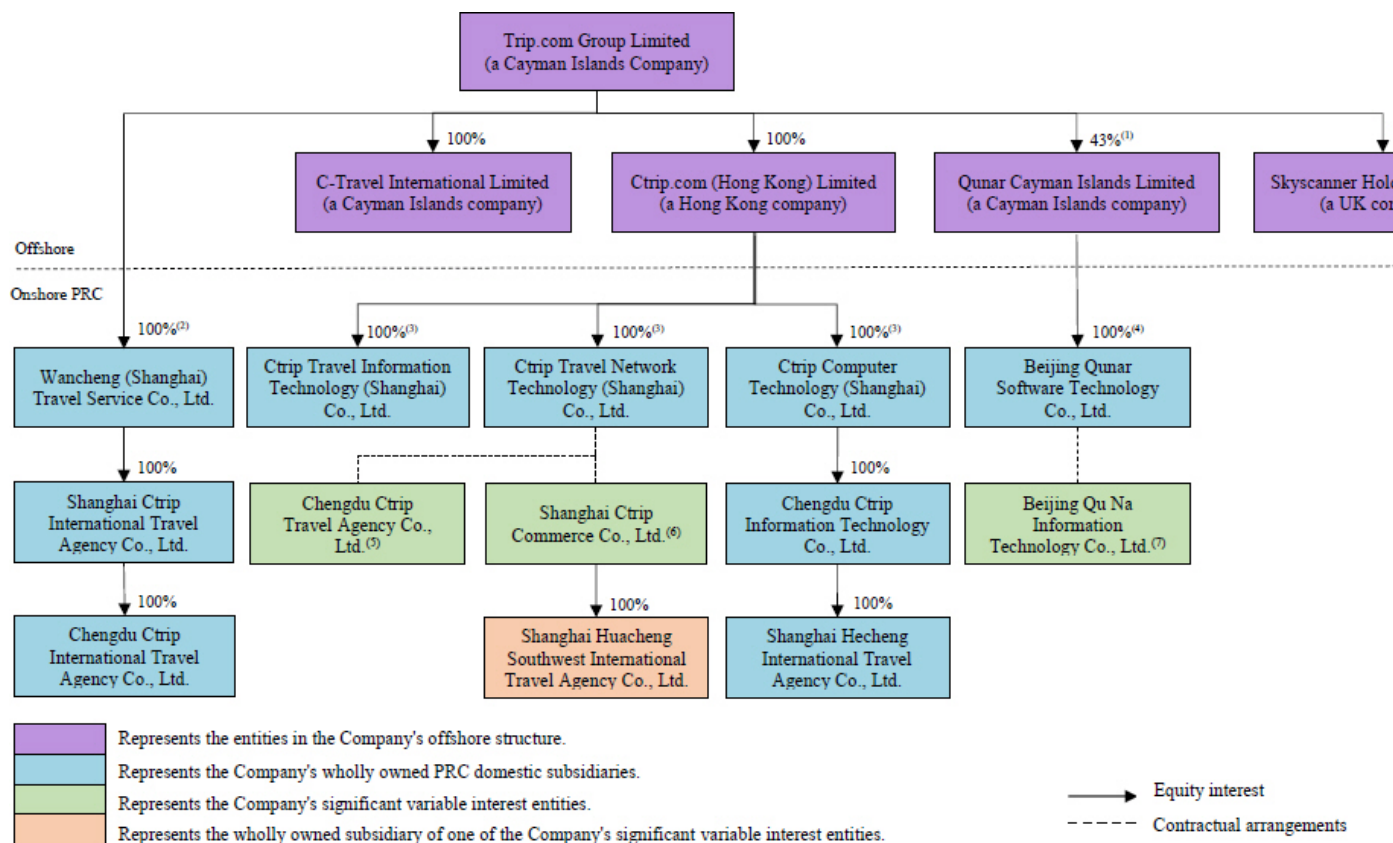 Trip.com Group Limited
(a Cayman Islands Company)
100%
100%
43%(1)
C-Travel International Limited
(a Cayman Islands company)
Ctrip.com (Hong Kong) Limited
(a Hong Kong company)
Qunar Cayman Islands Limited
(a Cayman Islands company)
Skyscanner
(a UK
Offshore
Onshore PRC
100%(2)
100%(3)
100%(3)
100%(3)
100%(4)
Wancheng (Shanghai)
Travel Service Co., Ltd.
Ctrip Travel Information
Technology (Shanghai)
Co., Ltd.
Ctrip Travel Network
Technology (Shanghai)
Co., Ltd.
Ctrip Computer
Technology (Shanghai)
Co., Ltd.
Beijing Qunar
Software Technology
Co., Ltd.
100%
100%
Shanghai Ctrip
International Travel
Agency Co., Ltd.
Chengdu Ctrip
Travel Agency Co.,
Ltd.(5)
Shanghai Ctrip
Commerce Co., Ltd.(6)
Chengdu Ctrip
Information Technology
Co., Ltd.
Beijing Qu Na
Information
Technology Co., Ltd.(7)
100%
100%
100%
Chengdu Ctrip
International Travel
Agency Co., Ltd.
Shanghai Huacheng
Southwest International
Travel Agency Co., Ltd.
Shanghai Hecheng
International Travel
Agency Co., Ltd.
Represents the entities in the Company's offshore structure.
Represents the Company's wholly owned PRC domestic subsidiaries.
Represents the Company's significant variable interest entities.
Represents the wholly owned subsidiary of one of the Company's significant variable interest entities.
Equity interest
Contractual arrangements